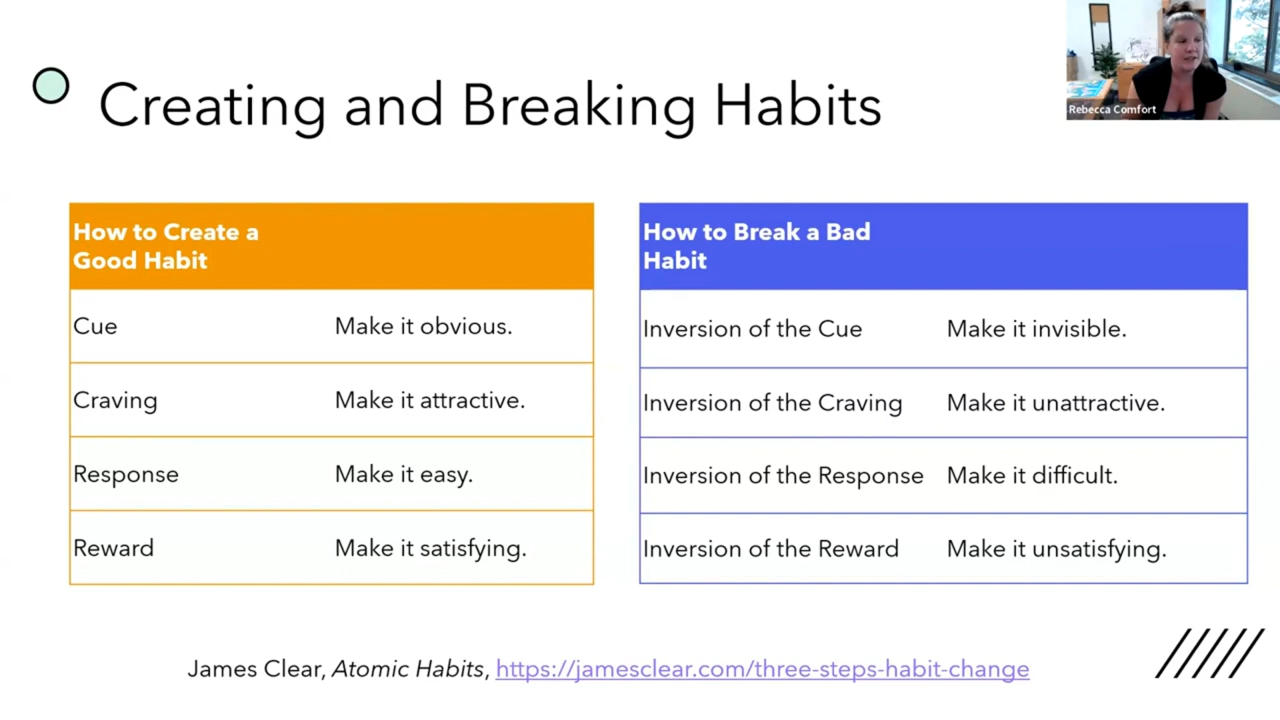 Creating and Breaking Habits
Rebecca Comfort
How to Create a
Good Habit
Cue Make it obvious.
Craving Make it attractive.
Response Make it easy.
Reward Make it satisfying.
How to Break a Bad
Habit
Inversion of the Cue Make it invisible.
Inversion of the Craving Make it unattractive.
Inversion of the Response Make it difficult.
Inversion of the Reward Make it unsatisfying.
James Clear, Atomic Habits, https://jamesclear.com/three-steps-habit-change